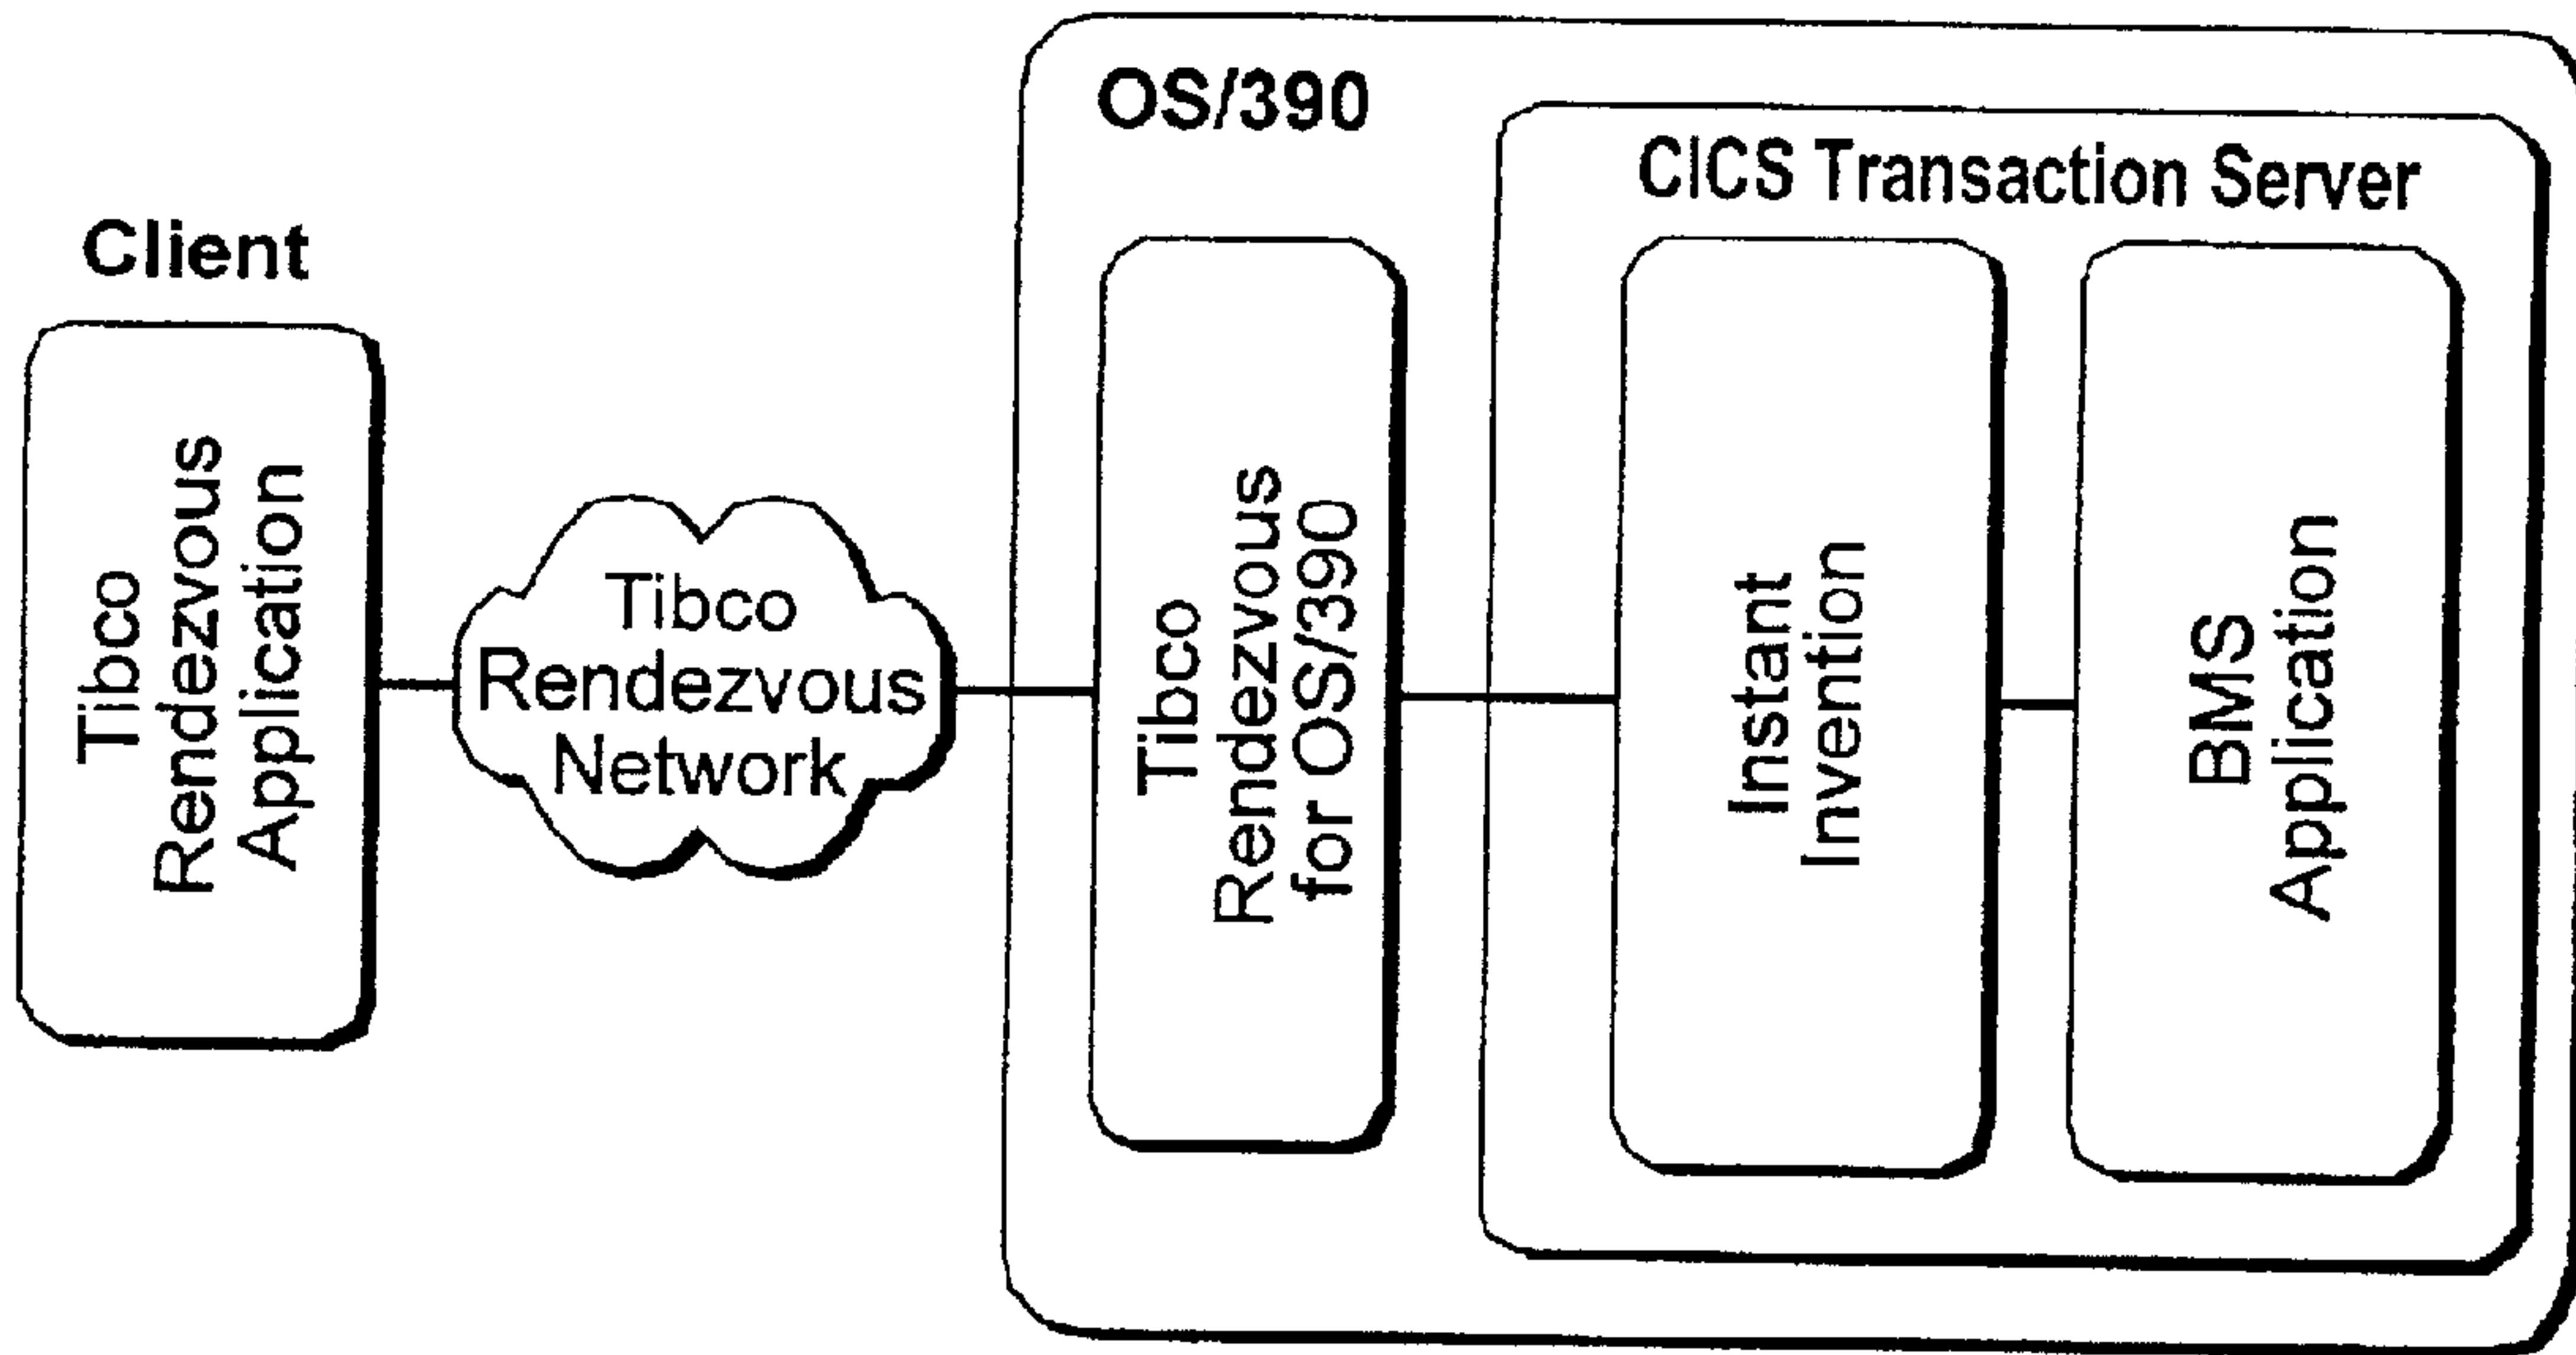 Client
Tibco
Rendezvous
Application
Tibco
Rendezvous
Network
OS/390
Tibco
Rendezvous
for OS/390
CICS Transaction Server
Instant
Invention
BMS
Application